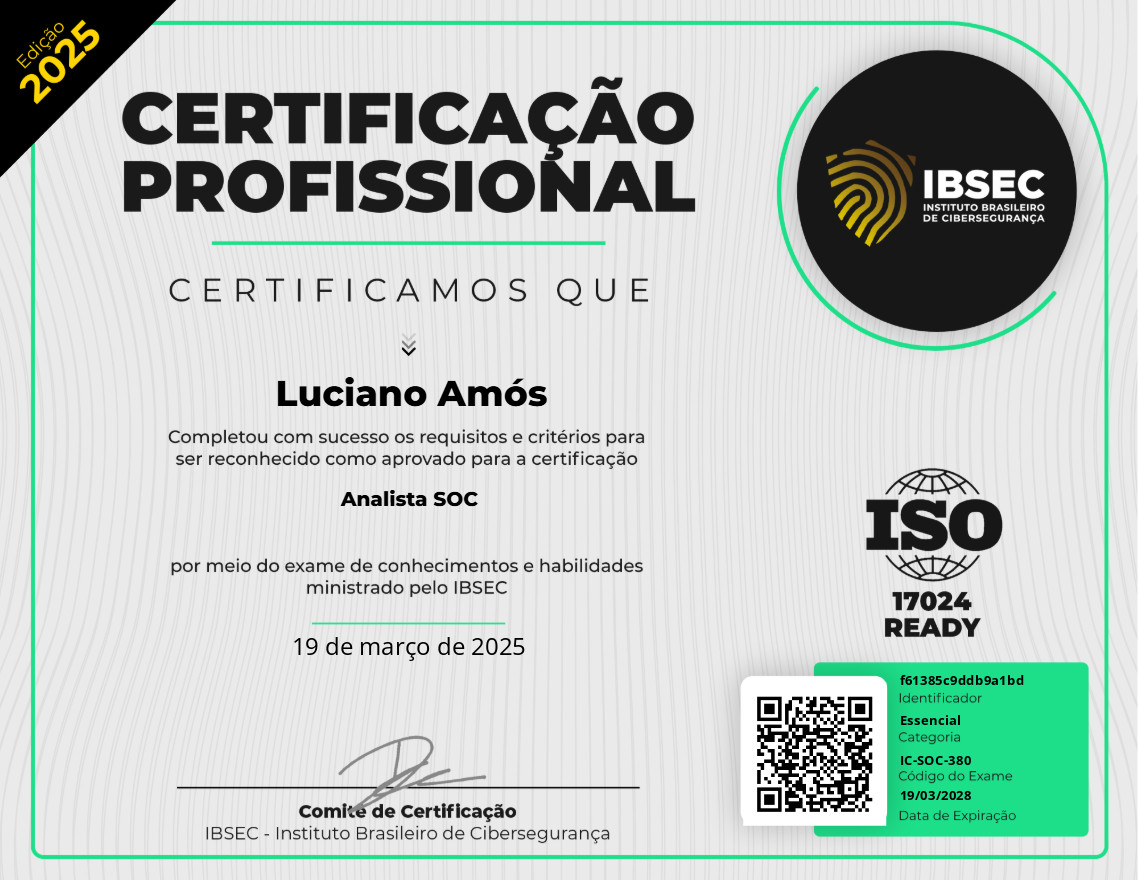 Edição
2025
CERTIFICAÇÃO
PROFISSIONAL
CERTIFICAMOS QUE
Luciano Amós
Completou com sucesso os requisitos e critérios para
ser reconhecido como aprovado para a certificação
Analista SOC
por meio do exame de conhecimentos e habilidades
ministrado pelo IBSEC
19 de março de 2025
Comitê de Certificação
IBSEC - Instituto Brasileiro de Cibersegurança
IBSEC
INSTITUTO BRASILEIRO
DE CIBERSEGURANÇA
ISO
17024
READY
f61385c9ddb9a1bd
Identificador
Essencial
Categoria
IC-SOC-380
Código do Exame
19/03/2028
Data de Expiração